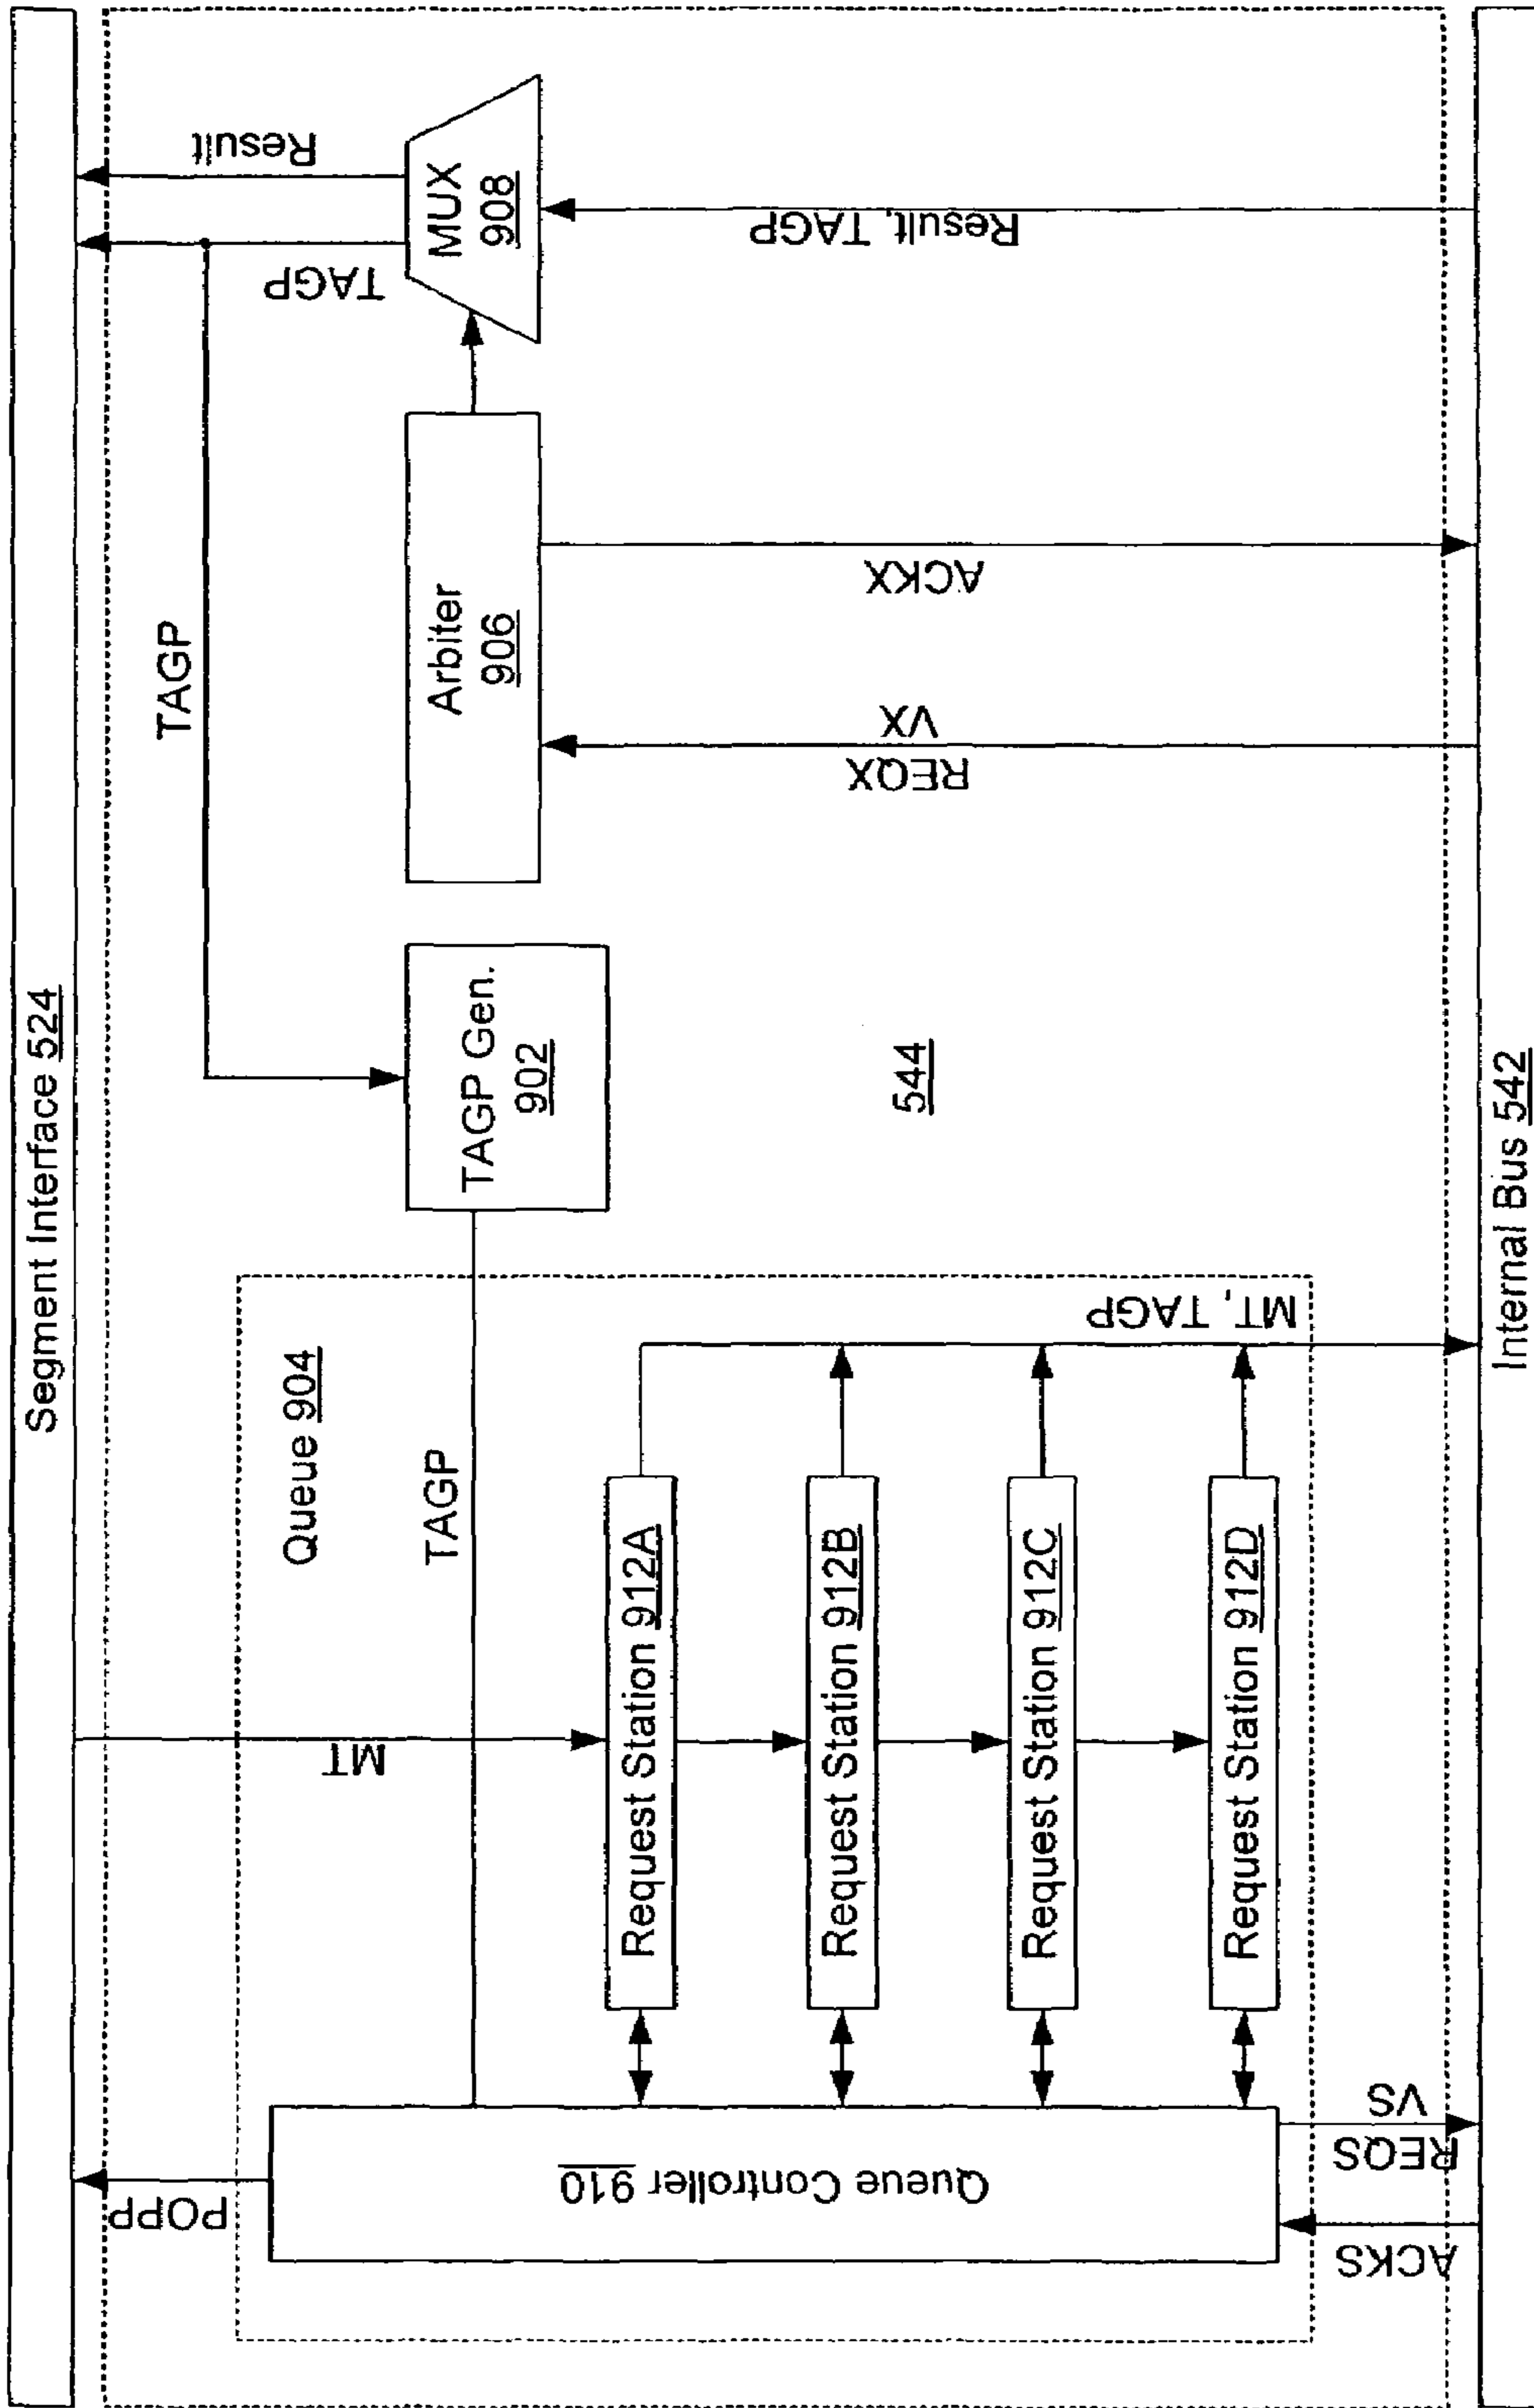 Segment Interface 524
POPP
MT
Queue 904
TAGP
TAGP
TAGP
Result
Queue Controller 910
Request Station 912A
Request Station 912B
Request Station 912C
Request Station 912D
MT, TAGP
TAGP Gen.
902
Arbiter
906
MUX
908
544
ACKS
REQS
VS
REQX
VX
ACKX
Result, TAGP
Internal Bus 542